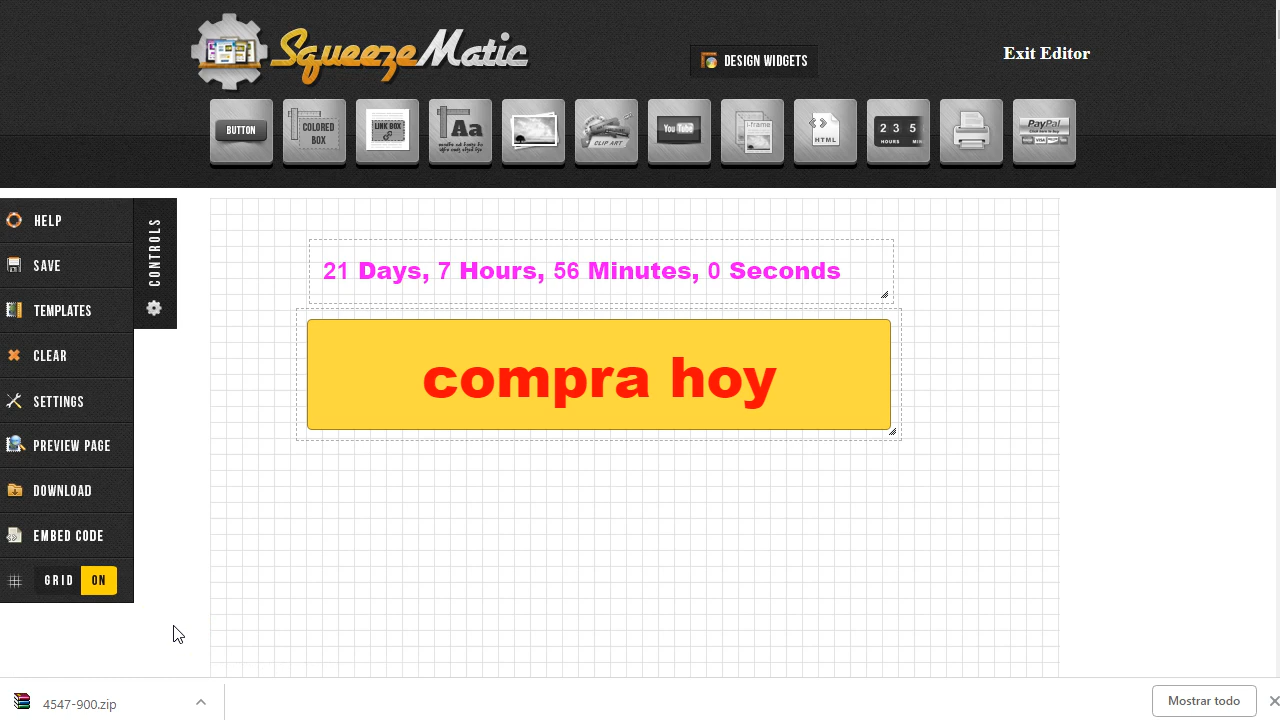 SqueezeMatic
DESIGN WIDGETS
Exit Editor
BUTTON
COLORED BOX
LINK BOX
Aa
CLIP ART
You Tube
i-frame
HTML
2 3 5
HOURS MIN
PayPal
HELP
SAVE
TEMPLATES
CLEAR
SETTINGS
PREVIEW PAGE
DOWNLOAD
EMBED CODE
GRID ON
CONTROLS
21 Days, 7 Hours, 56 Minutes, 0 Seconds
compra hoy
4547-900.zip
Mostrar todo